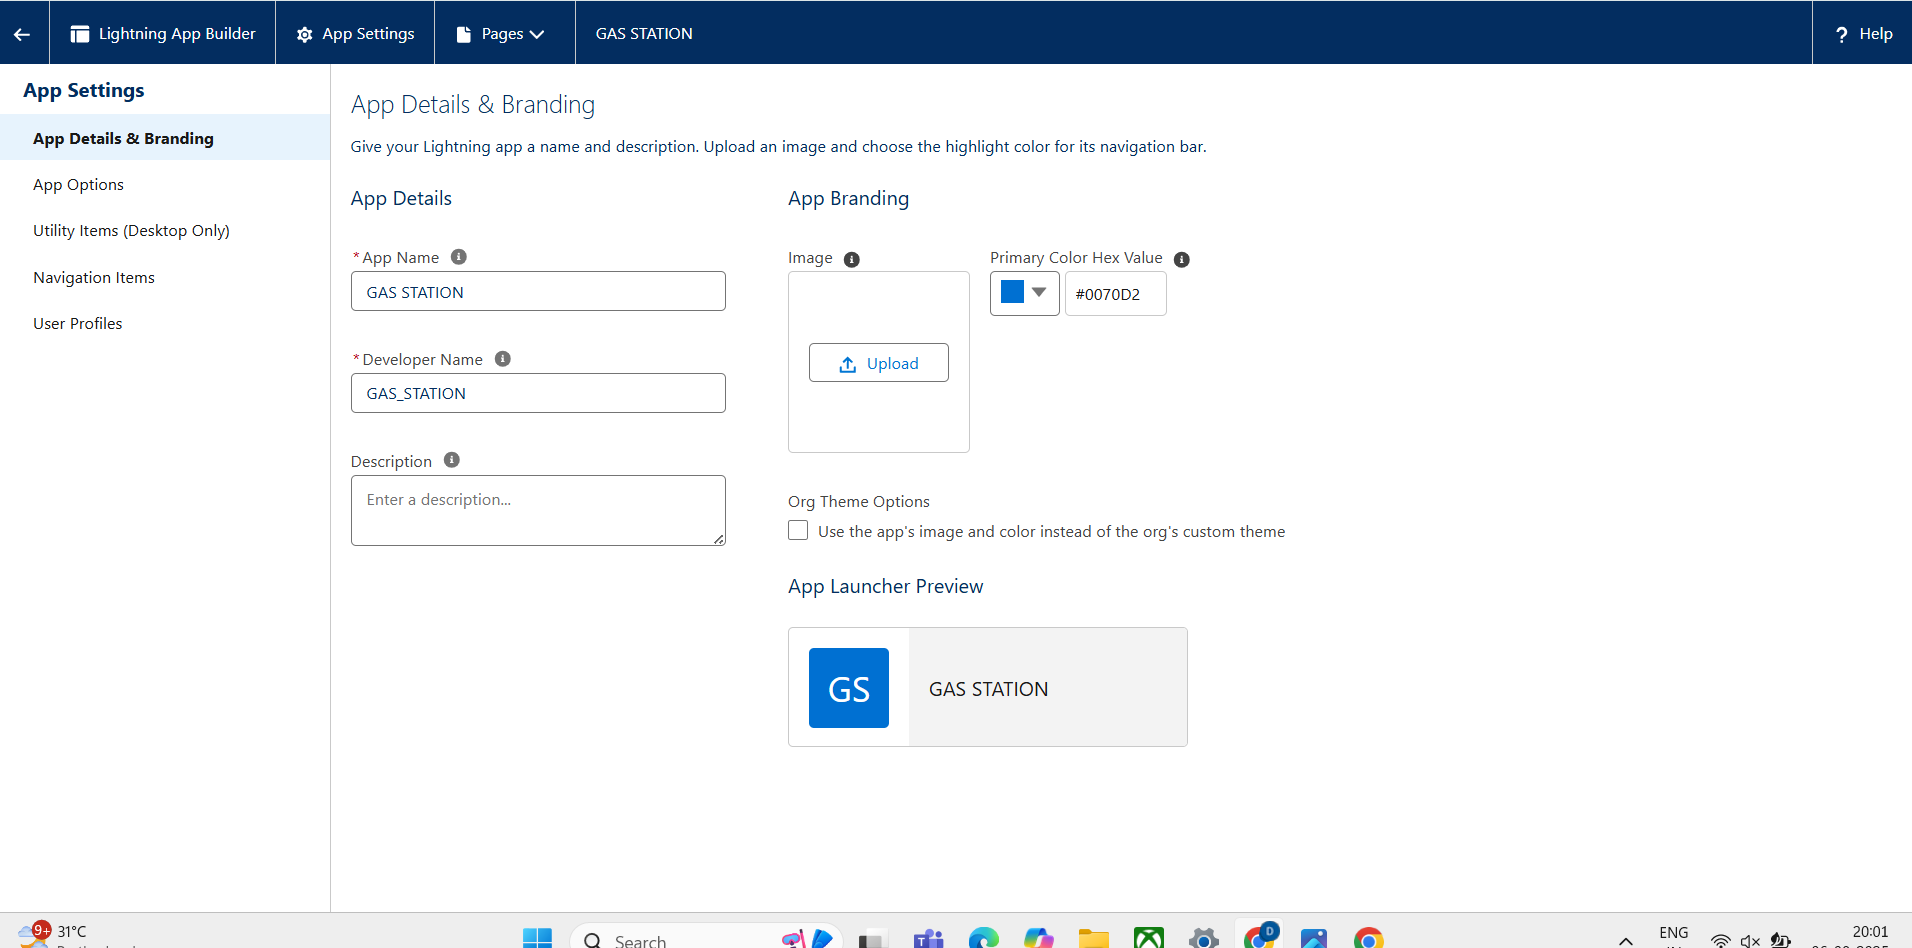 Lightning App Builder
App Settings
Pages
GAS STATION
? Help
App Settings
App Details & Branding
App Options
Utility Items (Desktop Only)
Navigation Items
User Profiles
App Details & Branding
Give your Lightning app a name and description. Upload an image and choose the highlight color for its navigation bar.
App Details
* App Name
GAS STATION
* Developer Name
GAS_STATION
Description
Enter a description...
App Branding
Image
Upload
Primary Color Hex Value
#0070D2
Org Theme Options
Use the app's image and color instead of the org's custom theme
App Launcher Preview
GS
GAS STATION
9+
31°C
Search
D
ENG
20:01